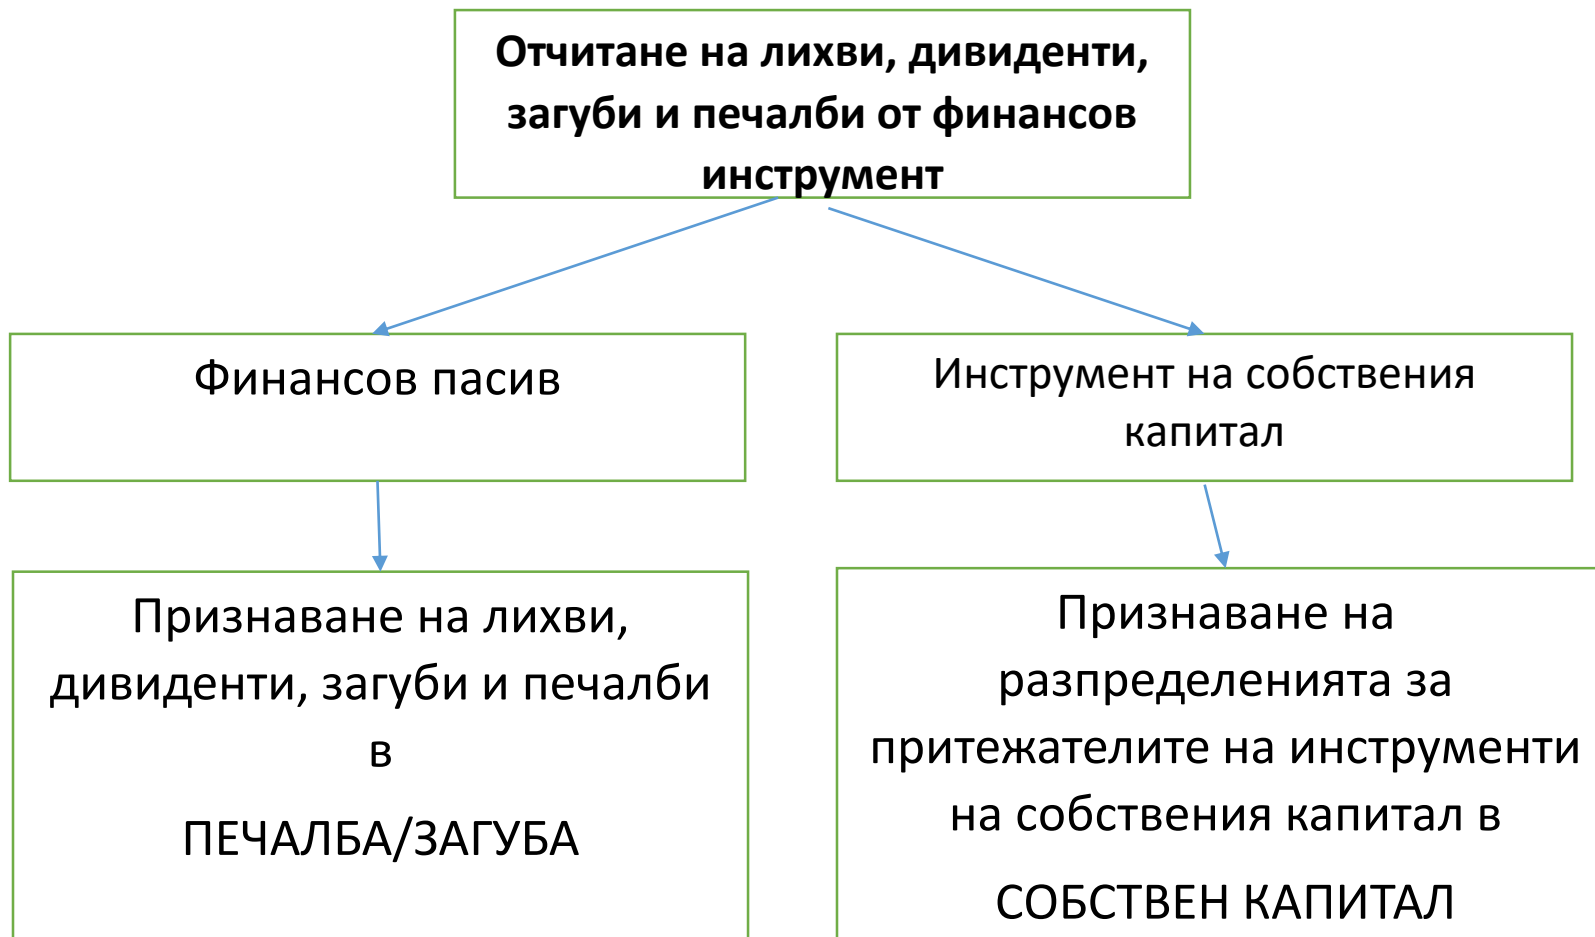 Отчитане на лихви, дивиденти,
загуби и печалби от финансов
инструмент
Финансов пасив
Инструмент на собствения
капитал
Признаване на лихви,
дивиденти, загуби и печалби
в
ПЕЧАЛБА/ЗАГУБА
Признаване на
разпределенията за
притежателите на инструменти
на собствения капитал в
СОБСТВЕН КАПИТАЛ